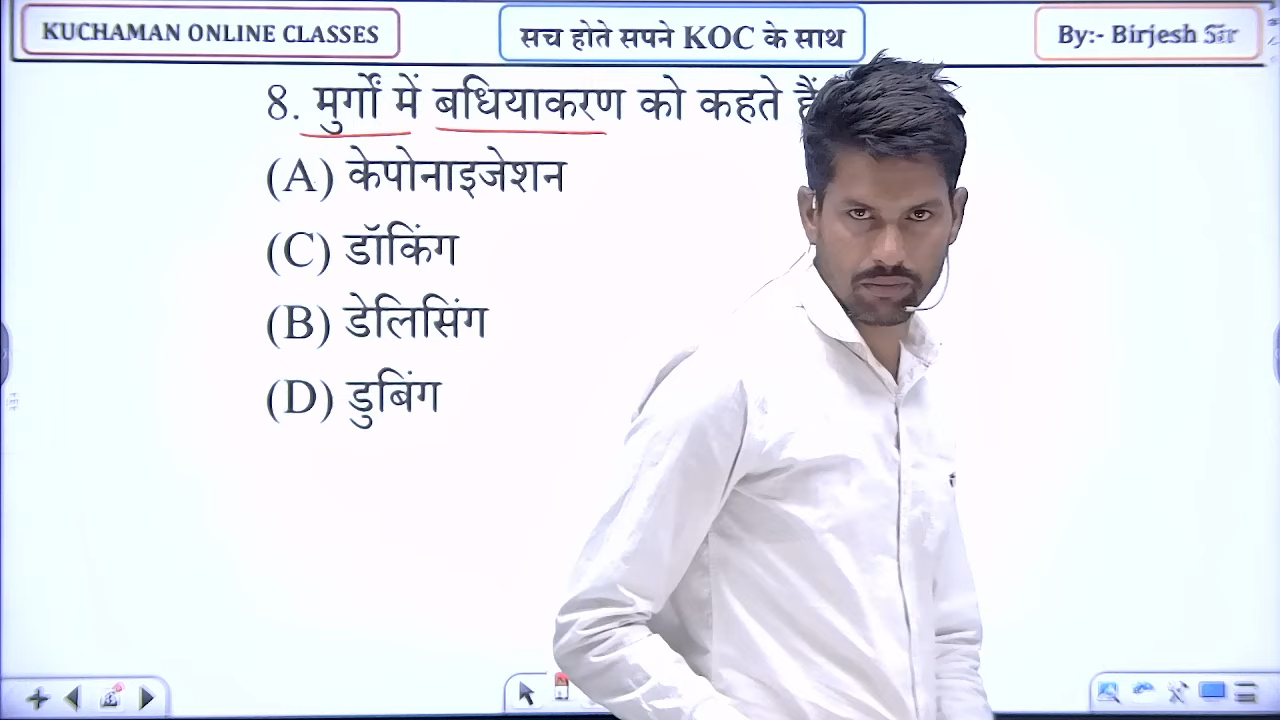 KUCHAMAN ONLINE CLASSES
सच होते सपने KOC के साथ
By:- Birjesh Sir
8. मुर्गों में बधियाकरण को कहते हैं
(A) केपोनाइजेशन
(C) डॉकिंग
(B) डेलिसिंग
(D) डुबिंग